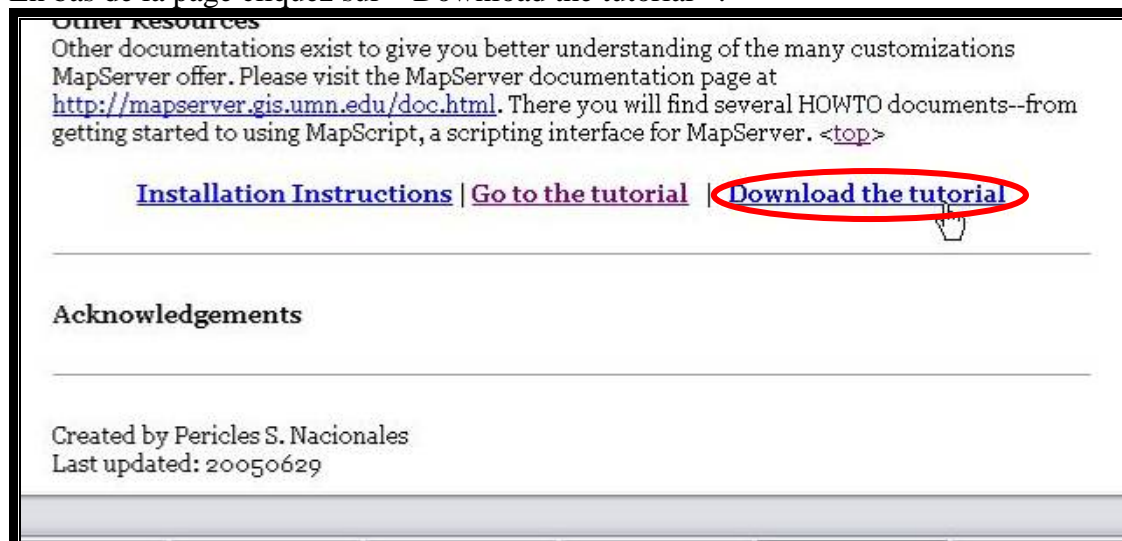 En bas de la page cliquez sur « Download the tutorial » .
Other Resources
Other documentations exist to give you better understanding of the many customizations
MapServer offer. Please visit the MapServer documentation page at
http://mapserver.gis.umn.edu/doc.html. There you will find several HOWTO documents--from
getting started to using MapScript, a scripting interface for MapServer. <top>
Installation Instructions | Go to the tutorial | Download the tutorial
Acknowledgements
Created by Pericles S. Nacionales
Last updated: 20050629